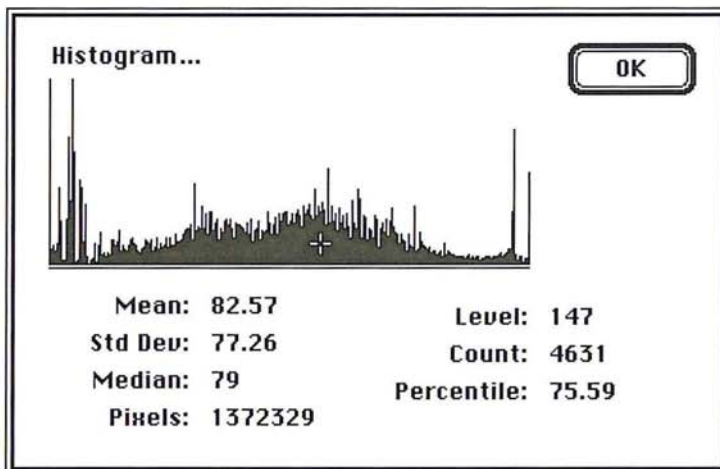 Histogram...
OK
Mean: 82.57
Std Dev: 77.26
Median: 79
Pixels: 1372329
Level: 147
Count: 4631
Percentile: 75.59